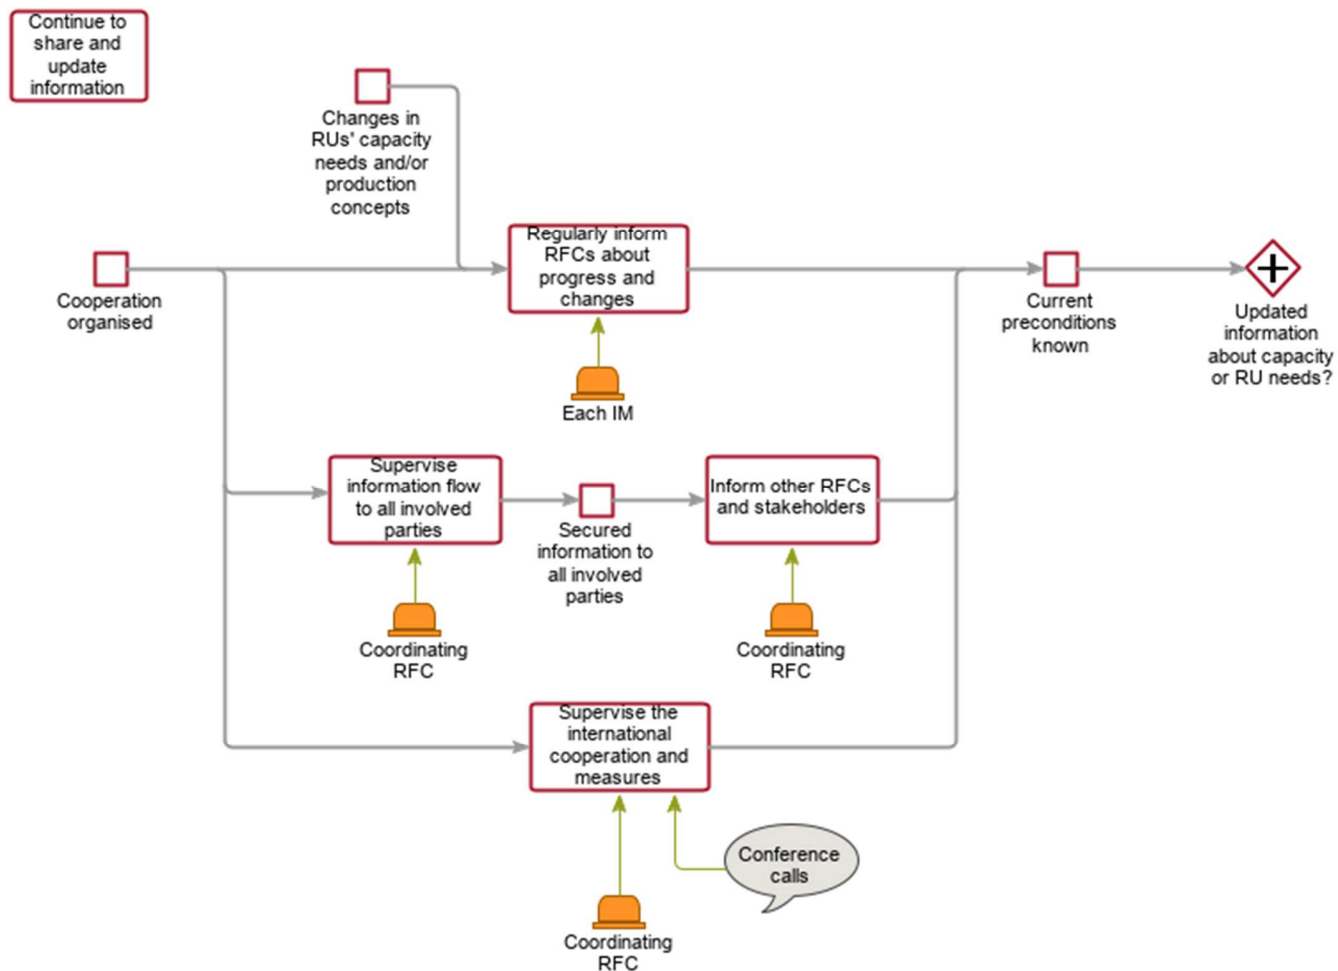 Continue to
share and
update
information
Changes in
RUs' capacity
needs and/or
production
concepts
Cooperation
organised
Regularly inform
RFCs about
progress and
changes
Each IM
Current
preconditions
known
Updated
information
about capacity
or RU needs?
Supervise
information flow
to all involved
parties
Coordinating
RFC
Secured
information to
all involved
parties
Inform other RFCs
and stakeholders
Coordinating
RFC
Supervise the
international
cooperation and
measures
Conference
calls
Coordinating
RFC